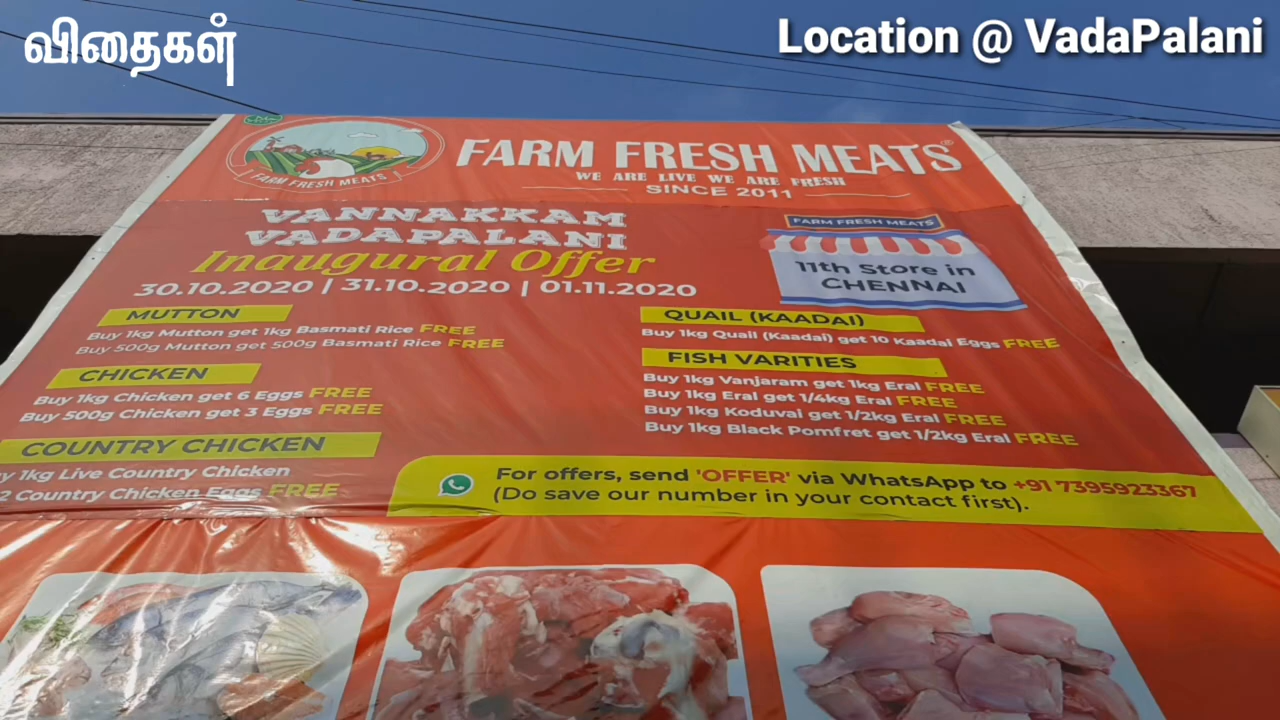 விதைகள்
Location @ VadaPalani
FARM FRESH MEATS
FARM FRESH MEATS®
WE ARE LIVE WE ARE FRESH
SINCE 2011
VANNAKKAM
VADAPALANI
Inaugural Offer
30.10.2020 | 31.10.2020 | 01.11.2020
FARM FRESH MEATS
11th Store in
CHENNAI
MUTTON
Buy 1kg Mutton get 1kg Basmati Rice FREE
Buy 500g Mutton get 500g Basmati Rice FREE
CHICKEN
Buy 1kg Chicken get 6 Eggs FREE
Buy 500g Chicken get 3 Eggs FREE
COUNTRY CHICKEN
1kg Live Country Chicken
2 Country Chicken Eggs FREE
QUAIL (KAADAI)
Buy 1kg Quail (Kaadai) get 10 Kaadai Eggs FREE
FISH VARITIES
Buy 1kg Vanjaram get 1kg Eral FREE
Buy 1kg Eral get 1/4kg Eral FREE
Buy 1kg Koduval get 1/2kg Eral FREE
Buy 1kg Black Pomfret get 1/2kg Eral FREE
For offers, send 'OFFER' via WhatsApp to +91 7395923367
(Do save our number in your contact first).